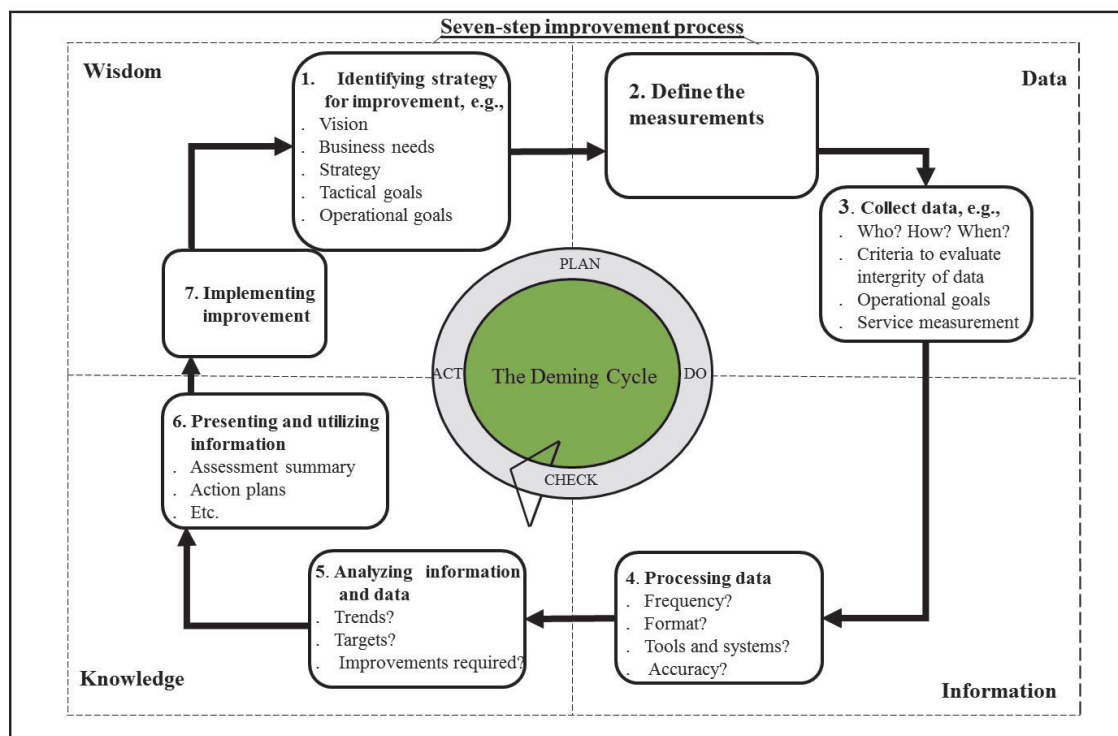 Seven-step improvement process
Wisdom
Data
1. Identifying strategy
for improvement, e.g.,
. Vision
. Business needs
. Strategy
. Tactical goals
. Operational goals
2. Define the
measurements
3. Collect data, e.g.,
. Who? How? When?
. Criteria to evaluate
intergrity of data
. Operational goals
. Service measurement
7. Implementing
improvement
PLAN
ACT
The Deming Cycle
DO
CHECK
6. Presenting and utilizing
information
. Assessment summary
. Action plans
. Etc.
5. Analyzing information
and data
. Trends?
. Targets?
. Improvements required?
4. Processing data
. Frequency?
. Format?
. Tools and systems?
. Accuracy?
Knowledge
Information